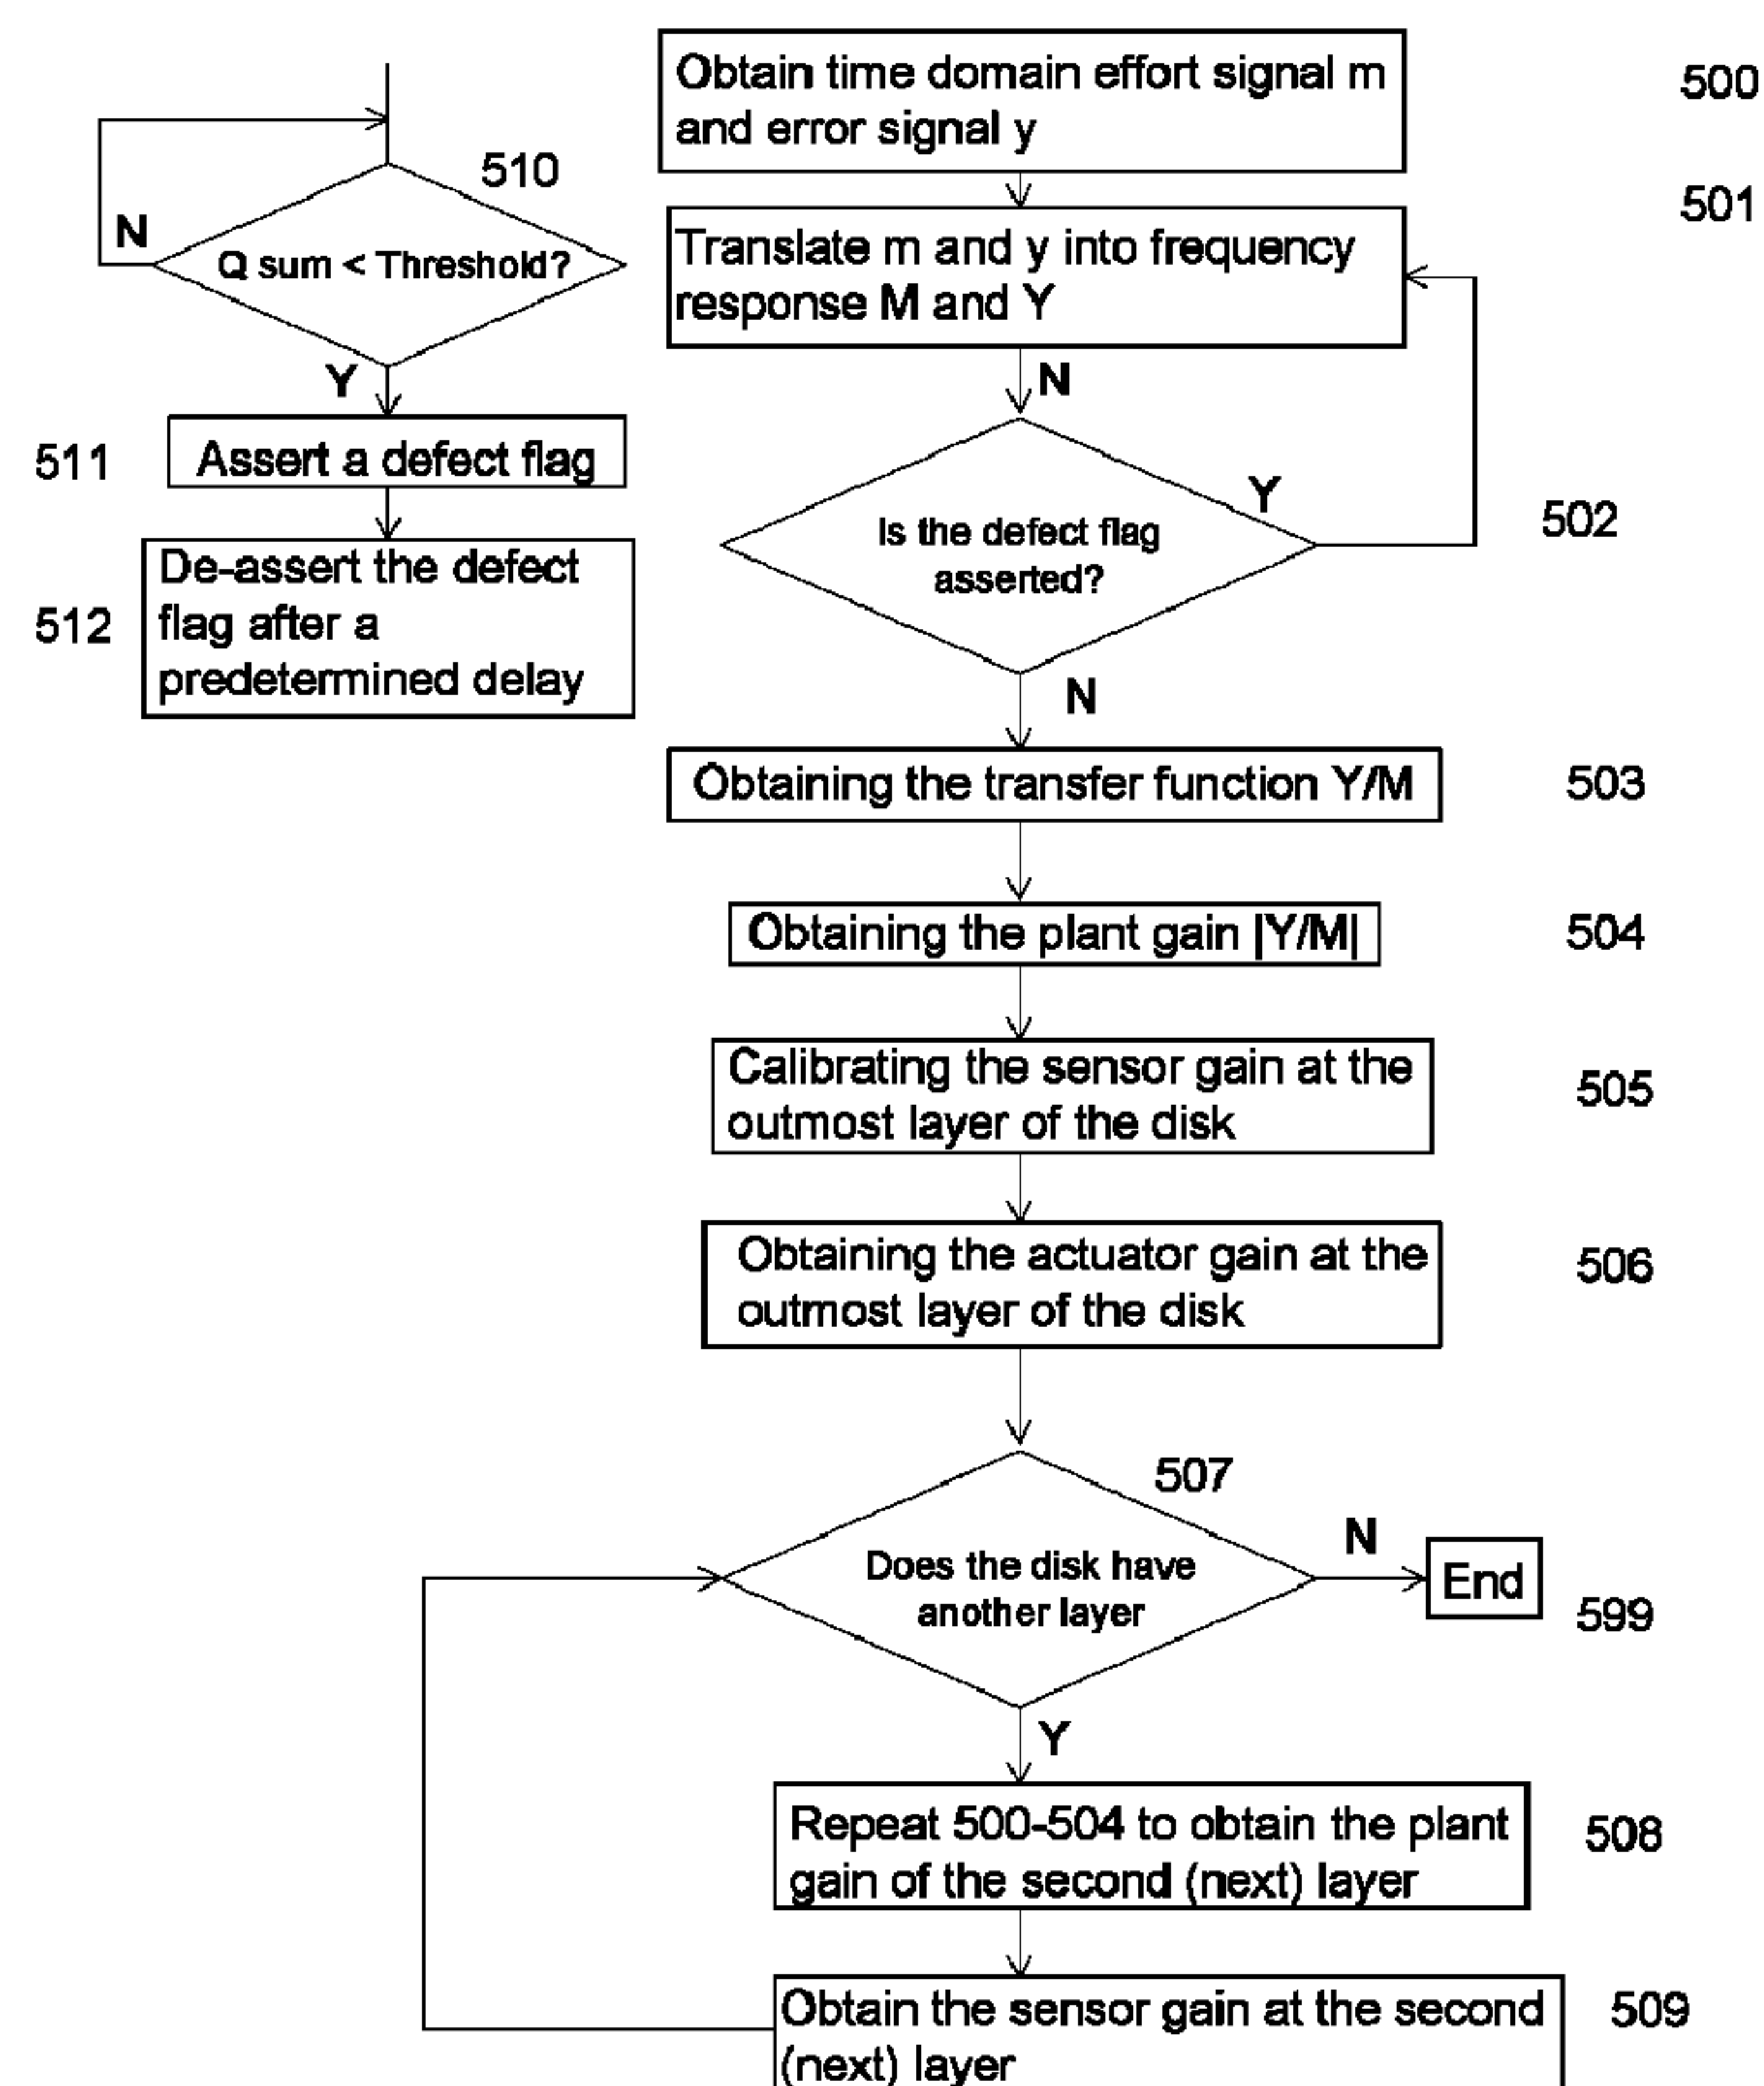 Obtain time domain effort signal m
and error signal y
500
501
Translate m and y into frequency
response M and Y
510
N
Q sum < Threshold?
Y
511
Assert a defect flag
512
De-assert the defect
flag after a
predetermined delay
N
Is the defect flag
asserted?
Y
502
N
Obtaining the transfer function Y/M
503
Obtaining the plant gain |Y/M|
504
Calibrating the sensor gain at the
outmost layer of the disk
505
Obtaining the actuator gain at the
outmost layer of the disk
506
507
Does the disk have
another layer
N
End
599
Y
Repeat 500-504 to obtain the plant
gain of the second (next) layer
508
Obtain the sensor gain at the second
(next) layer
509